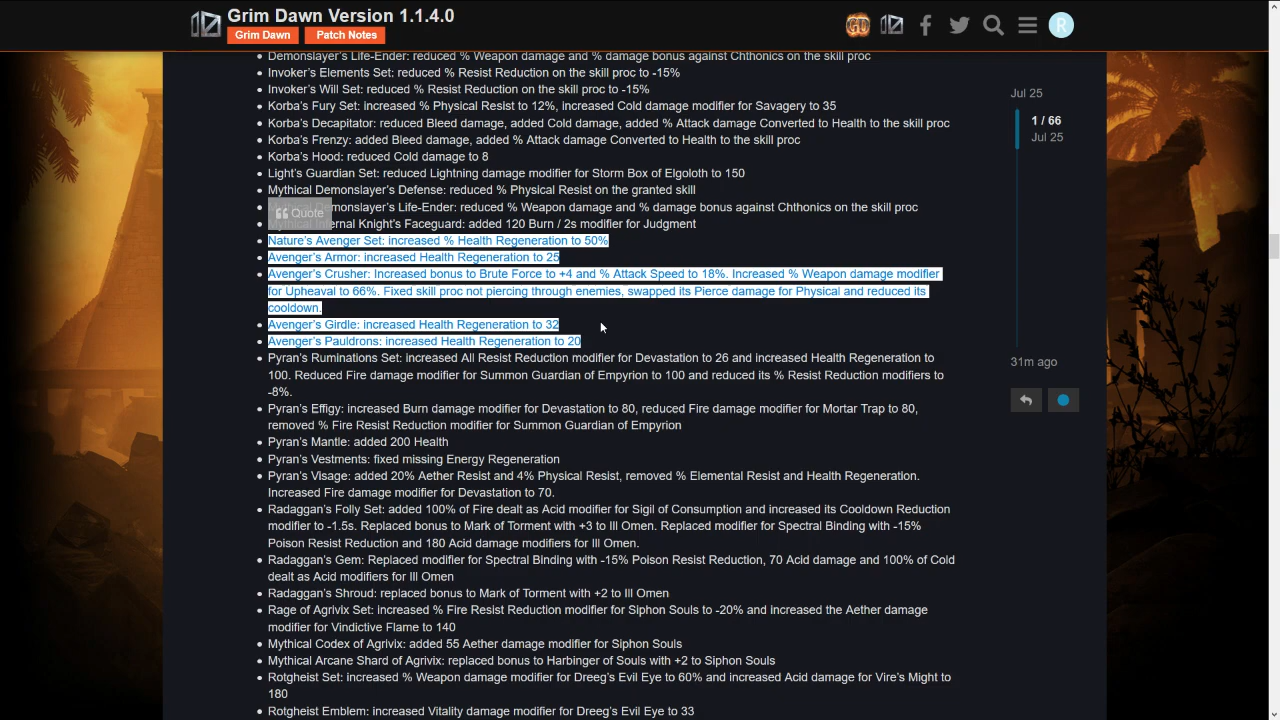 Grim Dawn Version 1.1.4.0
Grim Dawn Patch Notes
R
Demonslayer's Life-Ender: reduced % Weapon damage and % damage bonus against Chthonics on the skill proc
Invoker's Elements Set: reduced % Resist Reduction on the skill proc to -15%
Invoker's Will Set: reduced % Resist Reduction on the skill proc to -15%
Korba's Fury Set: increased % Physical Resist to 12%, increased Cold damage modifier for Savagery to 35
Korba's Decapitator: reduced Bleed damage, added Cold damage, added % Attack damage Converted to Health to the skill proc
Korba's Frenzy: added Bleed damage, added % Attack damage Converted to Health to the skill proc
Korba's Hood: reduced Cold damage to 8
Light's Guardian Set: reduced Lightning damage modifier for Storm Box of Elgoloth to 150
Mythical Demonslayer's Defense: reduced % Physical Resist on the granted skill
Mythical Demonslayer's Life-Ender: reduced % Weapon damage and % damage bonus against Chthonics on the skill proc
Quote
Mythical Infernal Knight's Faceguard: added 120 Burn / 2s modifier for Judgment
Nature's Avenger Set: increased % Health Regeneration to 50%
Avenger's Armor: increased Health Regeneration to 25
Avenger's Crusher: Increased bonus to Brute Force to +4 and % Attack Speed to 18%. Increased % Weapon damage modifier
for Upheaval to 66%. Fixed skill proc not piercing through enemies, swapped its Pierce damage for Physical and reduced its
cooldown.
Avenger's Girdle: increased Health Regeneration to 32
Avenger's Pauldrons: increased Health Regeneration to 20
Pyran's Ruminations Set: increased All Resist Reduction modifier for Devastation to 26 and increased Health Regeneration to
100. Reduced Fire damage modifier for Summon Guardian of Empyrion to 100 and reduced its % Resist Reduction modifiers to
-8%.
Pyran's Effigy: increased Burn damage modifier for Devastation to 80, reduced Fire damage modifier for Mortar Trap to 80,
removed % Fire Resist Reduction modifier for Summon Guardian of Empyrion
Pyran's Mantle: added 200 Health
Pyran's Vestments: fixed missing Energy Regeneration
Pyran's Visage: added 20% Aether Resist and 4% Physical Resist, removed % Elemental Resist and Health Regeneration.
Increased Fire damage modifier for Devastation to 70.
Radaggan's Folly Set: added 100% of Fire dealt as Acid modifier for Sigil of Consumption and increased its Cooldown Reduction
modifier to -1.5s. Replaced bonus to Mark of Torment with +3 to Ill Omen. Replaced modifier for Spectral Binding with -15%
Poison Resist Reduction and 180 Acid damage modifiers for Ill Omen.
Radaggan's Gem: Replaced modifier for Spectral Binding with -15% Poison Resist Reduction, 70 Acid damage and 100% of Cold
dealt as Acid modifiers for Ill Omen
Radaggan's Shroud: replaced bonus to Mark of Torment with +2 to Ill Omen
Rage of Agrivix Set: increased % Fire Resist Reduction modifier for Siphon Souls to -20% and increased the Aether damage
modifier for Vindictive Flame to 140
Mythical Codex of Agrivix: added 55 Aether damage modifier for Siphon Souls
Mythical Arcane Shard of Agrivix: replaced bonus to Harbinger of Souls with +2 to Siphon Souls
Rotgheist Set: increased % Weapon damage modifier for Dreeg's Evil Eye to 60% and increased Acid damage for Vire's Might to
180
Rotgheist Emblem: increased Vitality damage modifier for Dreeg's Evil Eye to 33
Jul 25
1 / 66
Jul 25
31m ago